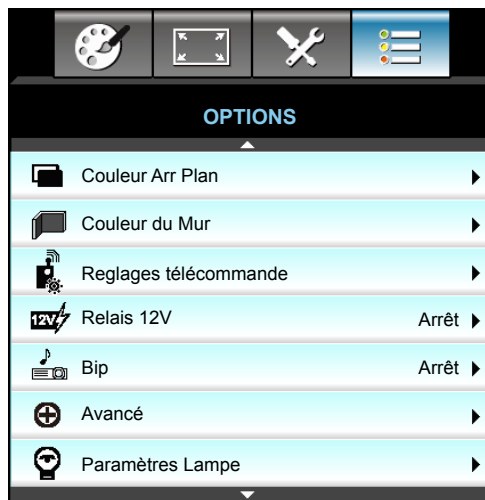 OPTIONS
Couleur Arr Plan
Couleur du Mur
Reglages télécommande
12V Relais 12V Arrêt
Bip Arrêt
Avancé
Paramètres Lampe